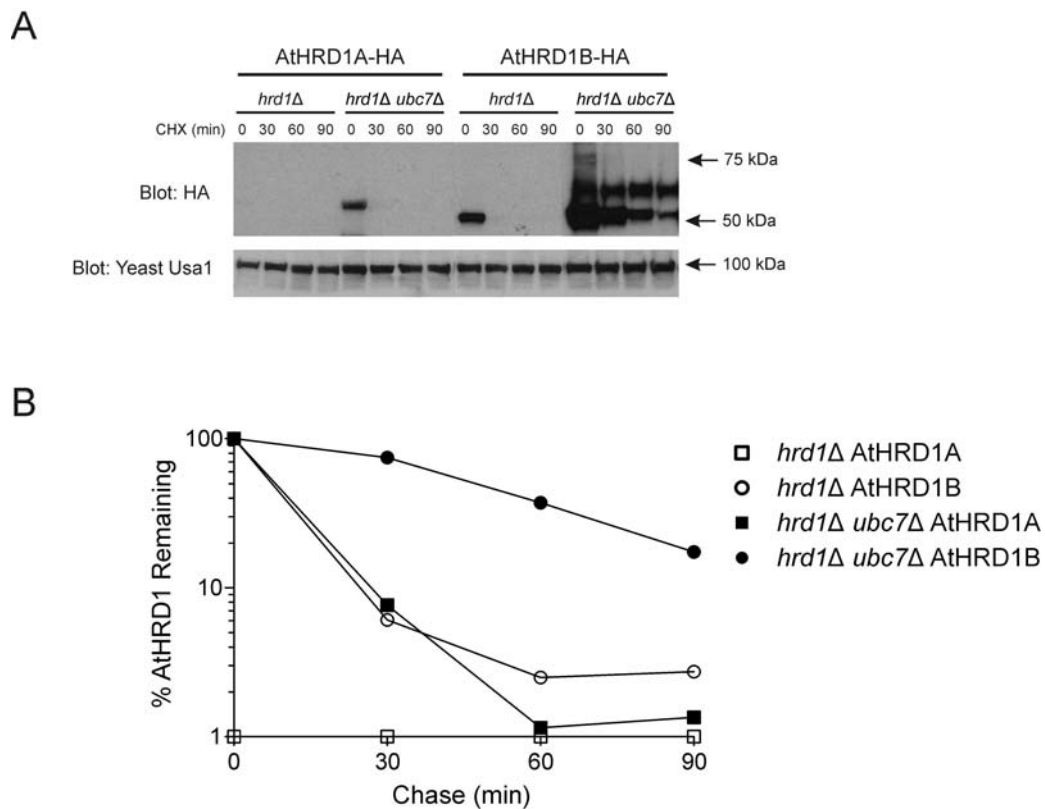 A
AtHRD1A-HA AtHRD1B-HA
hrd1Δ hrd1Δ ubc7Δ hrd1Δ hrd1Δ ubc7Δ
CHX (min) 0 30 60 90 0 30 60 90 0 30 60 90 0 30 60 90
75 kDa
Blot: HA
50 kDa
Blot: Yeast Usa1 100 kDa
B
% AtHRD1 Remaining
100
10
1
0 30 60 90
Chase (min)
hrd1Δ AtHRD1A
hrd1Δ AtHRD1B
hrd1Δ ubc7Δ AtHRD1A
hrd1Δ ubc7Δ AtHRD1B